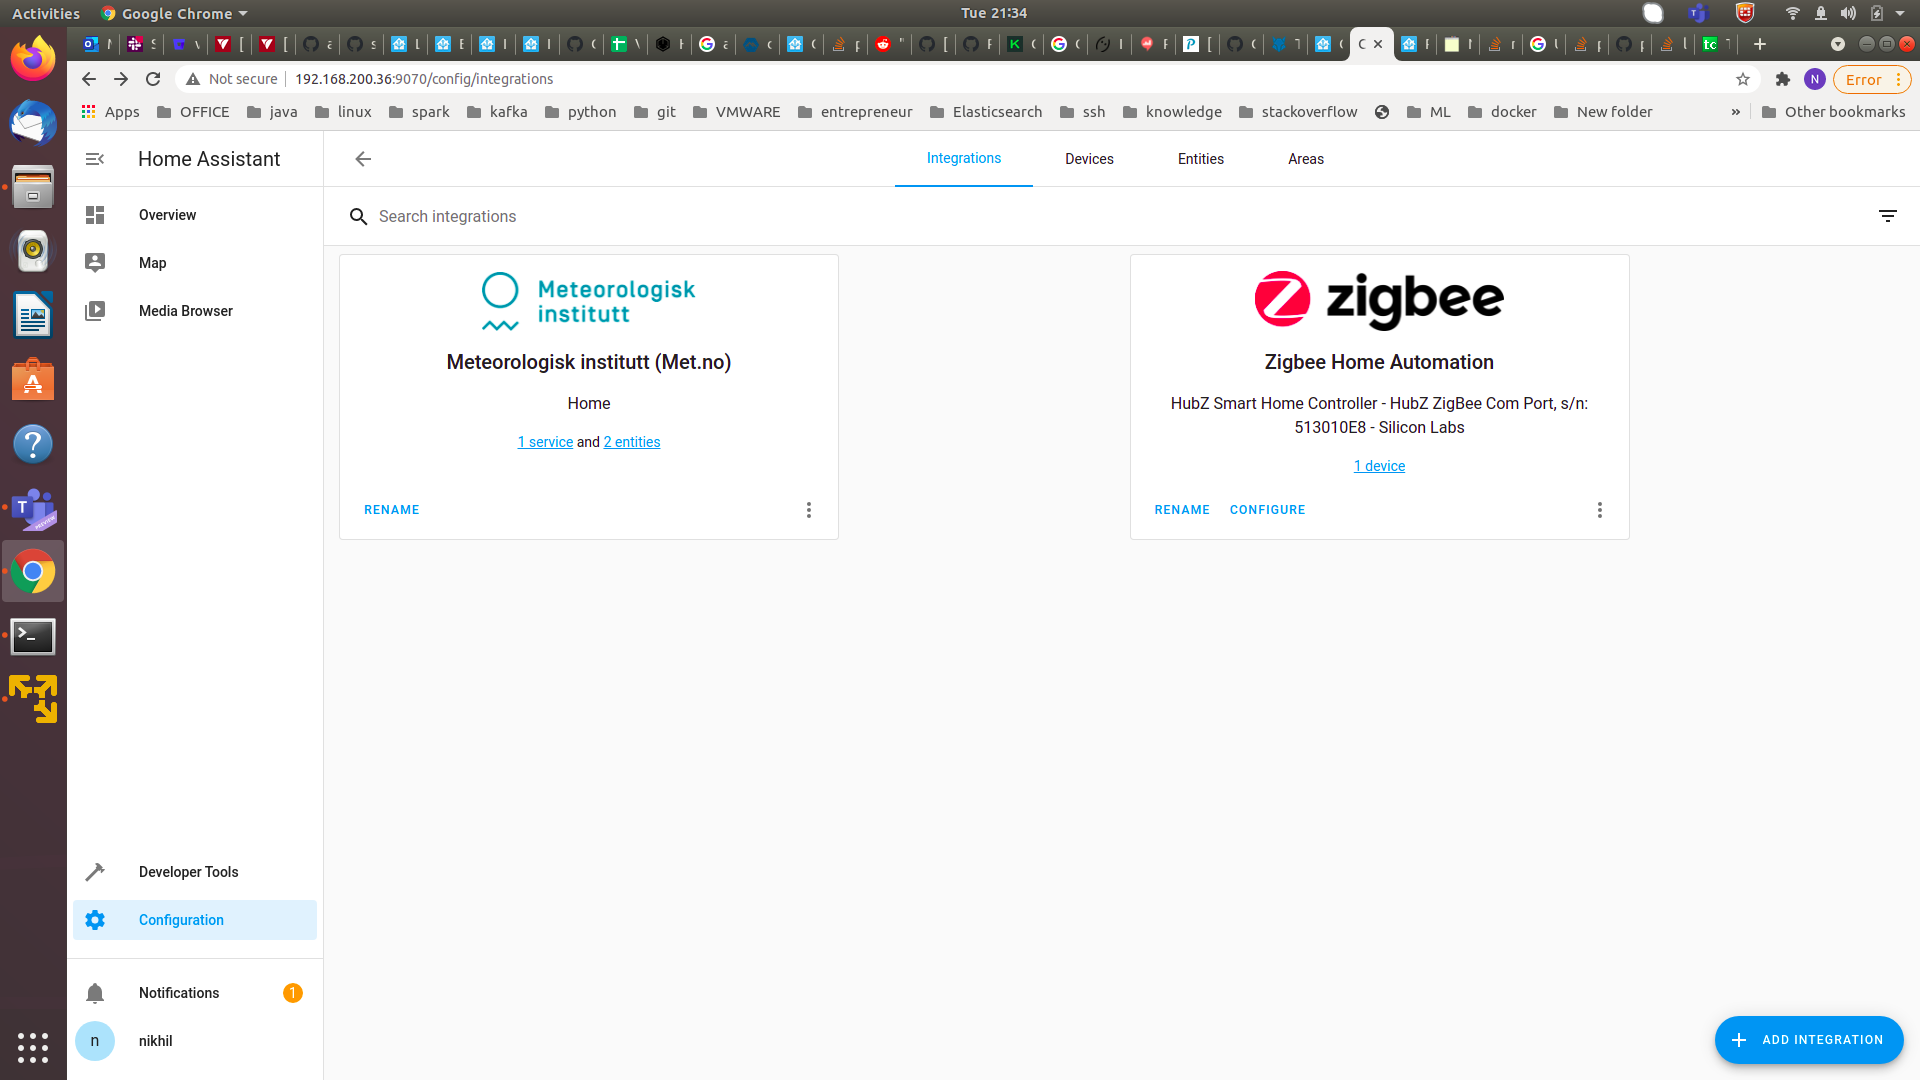 Activities Google Chrome Tue 21:34
Not secure 192.168.200.36:9070/config/integrations N Error
Apps OFFICE java linux spark kafka python git VMWARE entrepreneur Elasticsearch ssh knowledge stackoverflow ML docker New folder » Other bookmarks
Home Assistant
Integrations Devices Entities Areas
Overview
Search integrations
Map
Media Browser
Meteorologisk
institutt
Meteorologisk institutt (Met.no)
Home
1 service and 2 entities
RENAME
zigbee
Zigbee Home Automation
HubZ Smart Home Controller - HubZ ZigBee Com Port, s/n:
513010E8 - Silicon Labs
1 device
RENAME CONFIGURE
Developer Tools
Configuration
Notifications 1
n nikhil
ADD INTEGRATION